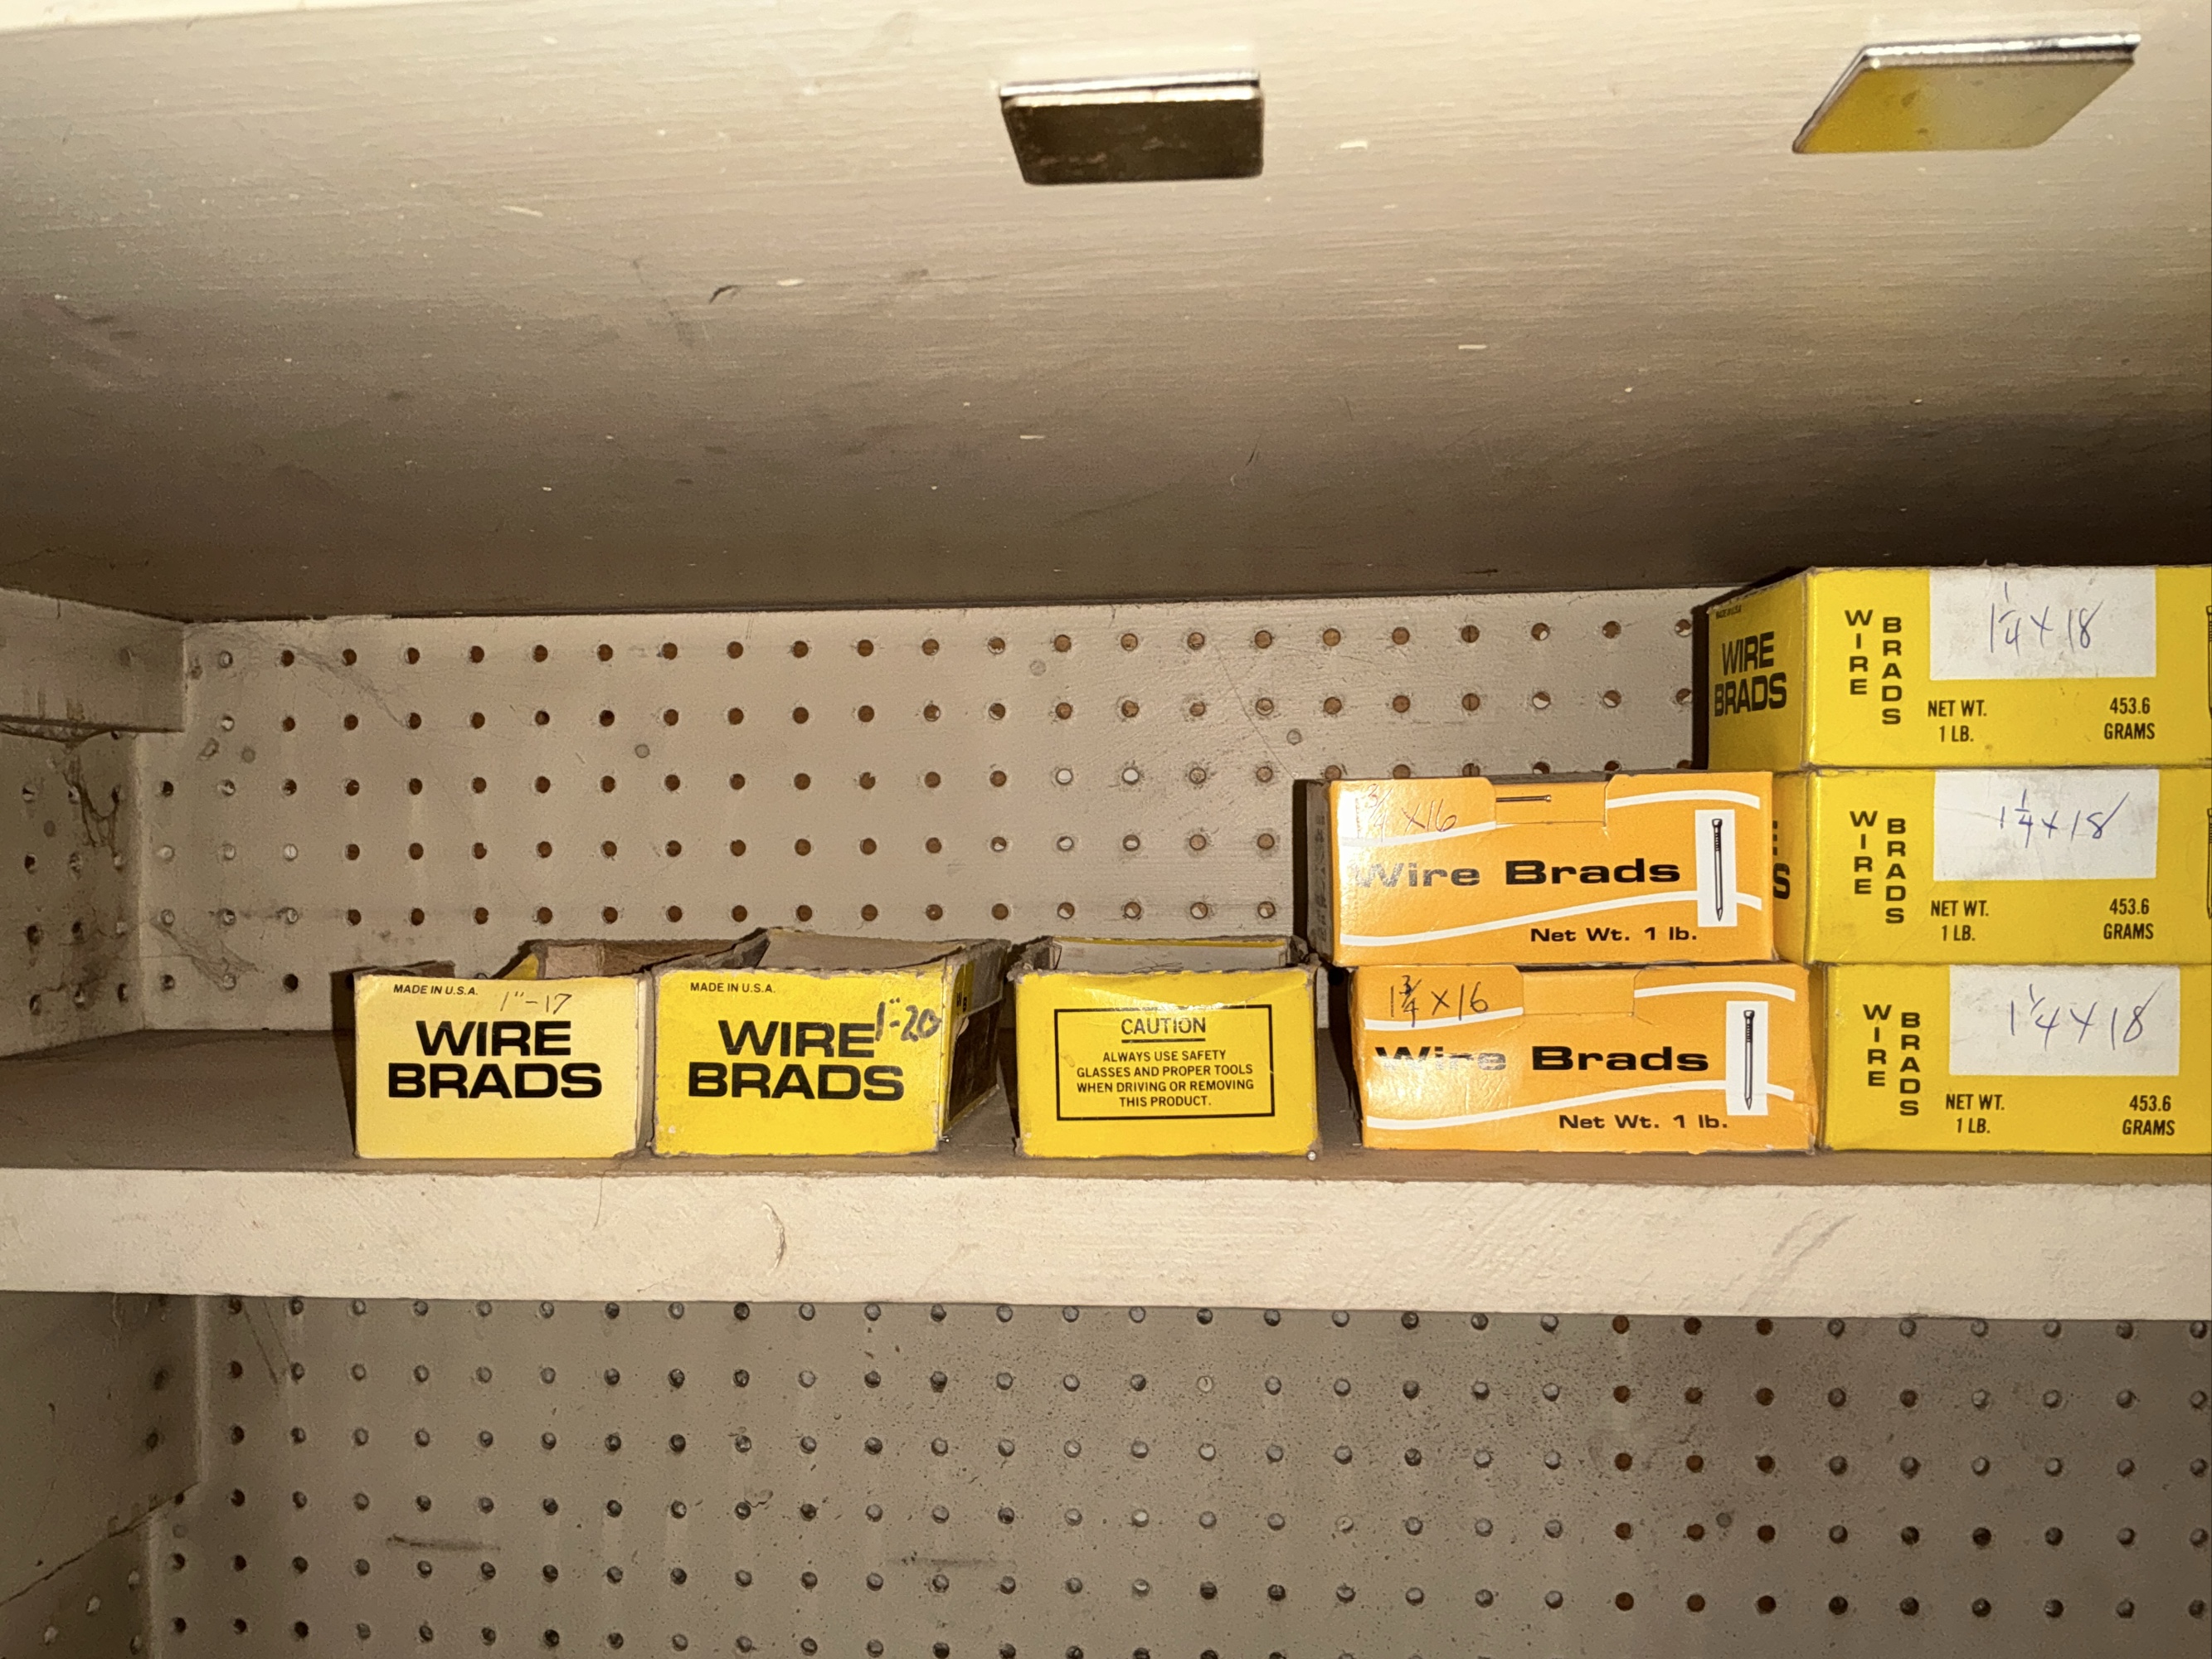 MADE IN U.S.A. 1"-17
WIRE
BRADS
MADE IN U.S.A.
WIRE 1"-20
BRADS
CAUTION
ALWAYS USE SAFETY
GLASSES AND PROPER TOOLS
WHEN DRIVING OR REMOVING
THIS PRODUCT.
1 3/4 X16
Wire Brads
Net Wt. 1 lb.
1 3/4 X16
Wire Brads
Net Wt. 1 lb.
MADE IN U.S.A.
WIRE
BRADS
WIRE
BRADS
1 1/4 X 18
NET WT.
1 LB.
453.6
GRAMS
E
S
WIRE
BRADS
1 1/4 X 18
NET WT.
1 LB.
453.6
GRAMS
WIRE
BRADS
1 1/4 X 18
NET WT.
1 LB.
453.6
GRAMS